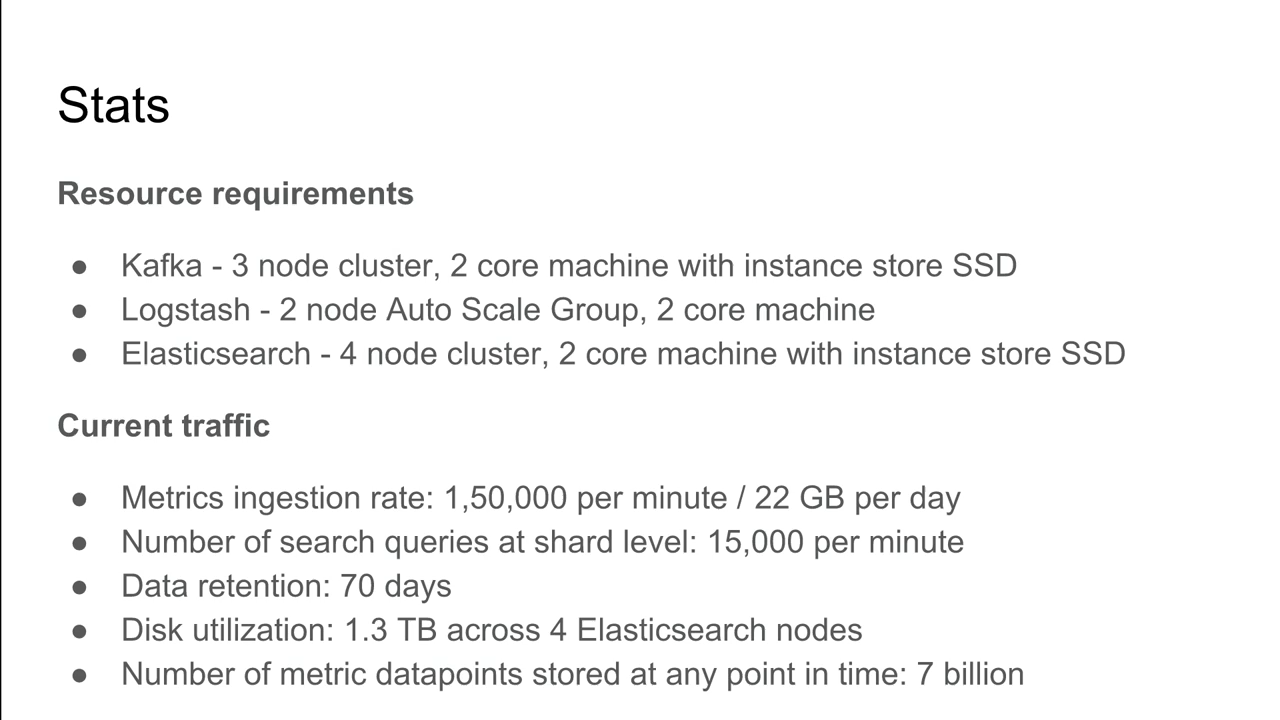 Stats
Resource requirements
● Kafka - 3 node cluster, 2 core machine with instance store SSD
● Logstash - 2 node Auto Scale Group, 2 core machine
● Elasticsearch - 4 node cluster, 2 core machine with instance store SSD
Current traffic
● Metrics ingestion rate: 1,50,000 per minute / 22 GB per day
● Number of search queries at shard level: 15,000 per minute
● Data retention: 70 days
● Disk utilization: 1.3 TB across 4 Elasticsearch nodes
● Number of metric datapoints stored at any point in time: 7 billion